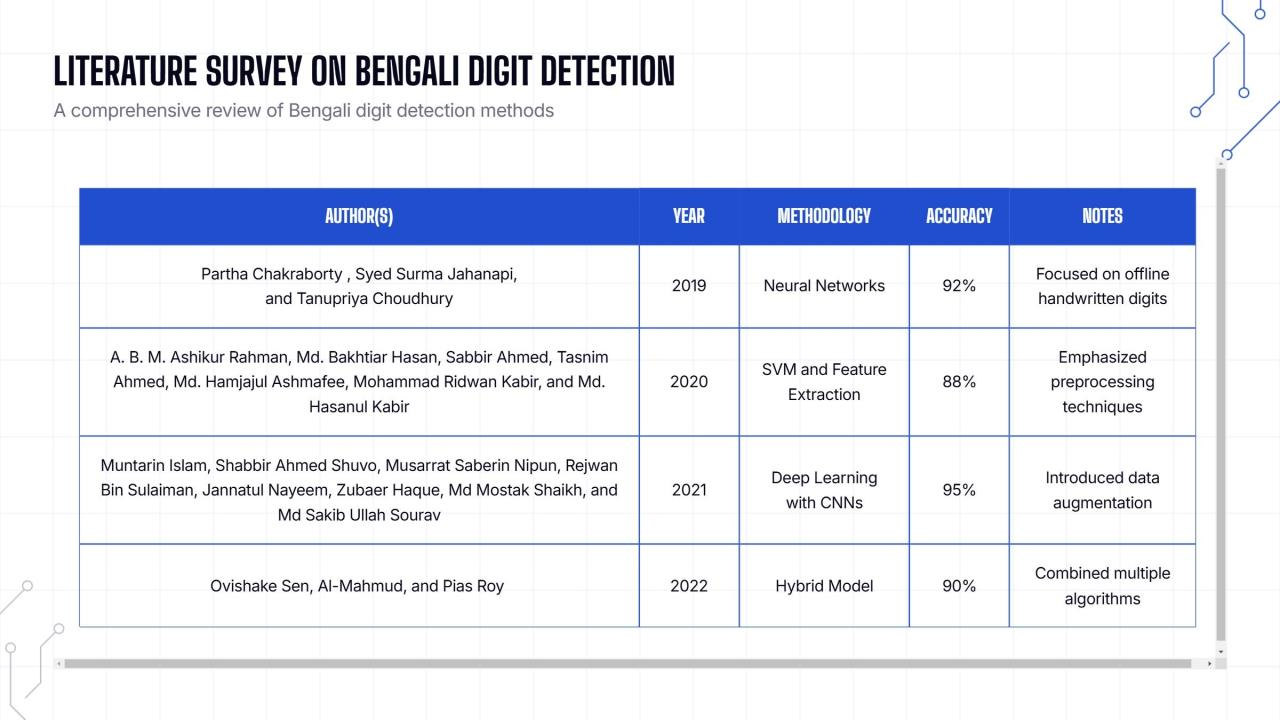 LITERATURE SURVEY ON BENGALI DIGIT DETECTION
A comprehensive review of Bengali digit detection methods
AUTHOR(S) YEAR METHODOLOGY ACCURACY NOTES
Partha Chakraborty , Syed Surma Jahanapi,
and Tanupriya Choudhury
2019
Neural Networks
92%
Focused on offline
handwritten digits
A. B. M. Ashikur Rahman, Md. Bakhtiar Hasan, Sabbir Ahmed, Tasnim
Ahmed, Md. Hamjajul Ashmafee, Mohammad Ridwan Kabir, and Md.
Hasanul Kabir
2020
SVM and Feature
Extraction
88%
Emphasized
preprocessing
techniques
Muntarin Islam, Shabbir Ahmed Shuvo, Musarrat Saberin Nipun, Rejwan
Bin Sulaiman, Jannatul Nayeem, Zubaer Haque, Md Mostak Shaikh, and
Md Sakib Ullah Sourav
2021
Deep Learning
with CNNs
95%
Introduced data
augmentation
Ovishake Sen, Al-Mahmud, and Pias Roy
2022
Hybrid Model
90%
Combined multiple
algorithms